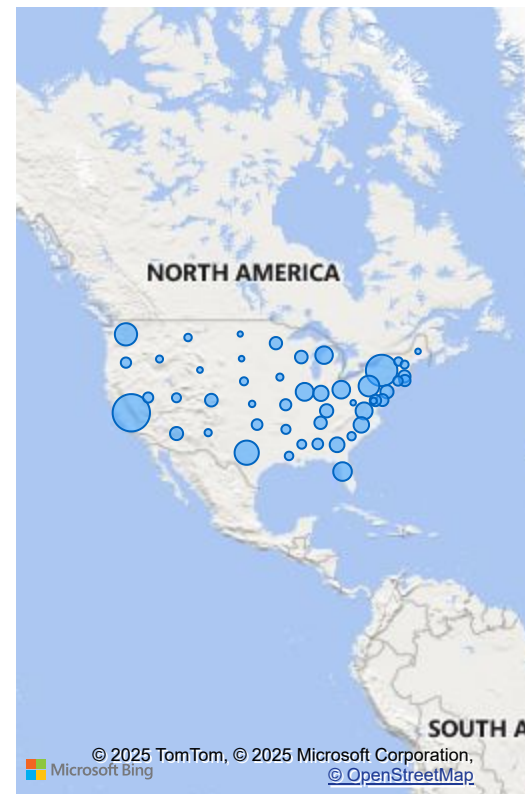 NORTH AMERICA
SOUTH A
© 2025 TomTom, © 2025 Microsoft Corporation,
Microsoft Bing
© OpenStreetMap